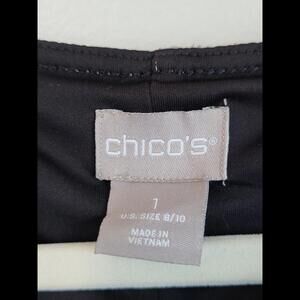 chico's®
1
U.S. SIZE 8/10
MADE IN
VIETNAM